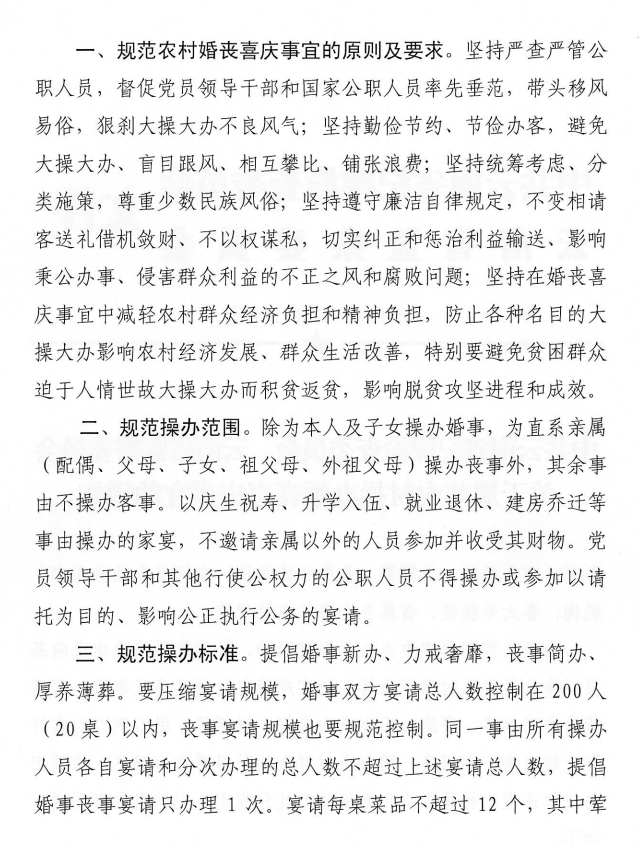 一、规范农村婚丧喜庆事宜的原则及要求。坚持严查严管公
职人员，督促党员领导干部和国家公职人员率先垂范，带头移风
易俗，狠刹大操大办不良风气；坚持勤俭节约、节俭办客，避免
大操大办、盲目跟风、相互攀比、铺张浪费；坚持统筹考虑、分
类施策，尊重少数民族风俗；坚持遵守廉洁自律规定，不变相请
客送礼借机敛财、不以权谋私，切实纠正和惩治利益输送、影响
秉公办事、侵害群众利益的不正之风和腐败问题；坚持在婚丧喜
庆事宜中减轻农村群众经济负担和精神负担，防止各种名目的大
操大办影响农村经济发展、群众生活改善，特别要避免贫困群众
迫于人情世故大操大办而积贫返贫，影响脱贫攻坚进程和成效。
二、规范操办范围。除为本人及子女操办婚事，为直系亲属
（配偶、父母、子女、祖父母、外祖父母）操办丧事外，其余事
由不操办客事。以庆生祝寿、升学入伍、就业退休、建房乔迁等
事由操办的家宴，不邀请亲属以外的人员参加并收受其财物。党
员领导干部和其他行使公权力的公职人员不得操办或参加以请
托为目的、影响公正执行公务的宴请。
三、规范操办标准。提倡婚事新办、力戒奢靡，丧事简办、
厚养薄葬。要压缩宴请规模，婚事双方宴请总人数控制在 200 人
（20 桌）以内，丧事宴请规模也要规范控制。同一事由所有操办
人员各自宴请和分次办理的总人数不超过上述宴请总人数，提倡
婚事丧事宴请只办理 1 次。宴请每桌菜品不超过 12 个，其中荤